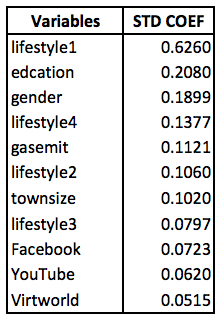 Variables STD COEF
lifestyle1 0.6260
edcation 0.2080
gender 0.1899
lifestyle4 0.1377
gasemit 0.1121
lifestyle2 0.1060
townsize 0.1020
lifestyle3 0.0797
Facebook 0.0723
YouTube 0.0620
Virtworld 0.0515